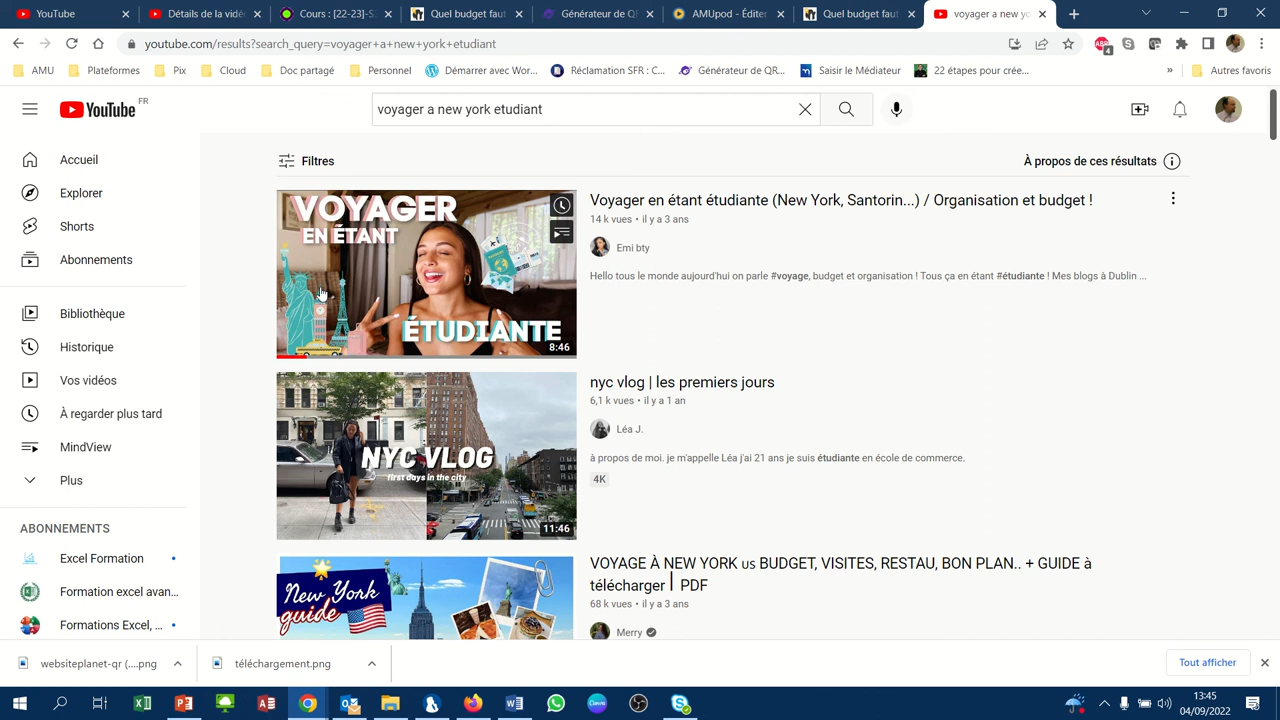 YouTube
Détails de la v
Cours : [22-23]-S
Quel budget faut
Générateur de QR
AMUpod - Éditer
Quel budget faut
voyager a new yo
youtube.com/results?search_query=voyager+a+new+york+etudiant
4
AMU
Plateformes
Pix
Cloud
Doc partagé
Personnel
Démarrer avec Wor...
Réclamation SFR : C...
Générateur de QR...
Saisir le Médiateur
22 étapes pour crée...
»
Autres favoris
YouTube FR
voyager a new york etudiant
Accueil
Explorer
Shorts
Abonnements
Bibliothèque
Historique
Vos vidéos
À regarder plus tard
MindView
Plus
ABONNEMENTS
Excel Formation
Formation excel avan...
Formations Excel, ...
Filtres
À propos de ces résultats
VOYAGER
EN ÉTANT
ÉTUDIANTE
8:46
Voyager en étant étudiante (New York, Santorin...) / Organisation et budget !
14 k vues • il y a 3 ans
Emi bty
Hello tous le monde aujourd'hui on parle #voyage, budget et organisation ! Tous ça en étant #étudiante ! Mes blogs à Dublin ...
NYC VLOG
first days in the city
11:46
nyc vlog | les premiers jours
6,1 k vues • il y a 1 an
Léa J.
à propos de moi. je m'appelle Léa j'ai 21 ans je suis étudiante en école de commerce.
4K
New York
guide
VOYAGE À NEW YORK us BUDGET, VISITES, RESTAU, BON PLAN.. + GUIDE à
télécharger | PDF
68 k vues • il y a 3 ans
Merry
websiteplanet-qr (....png
téléchargement.png
Tout afficher
13:45
04/09/2022